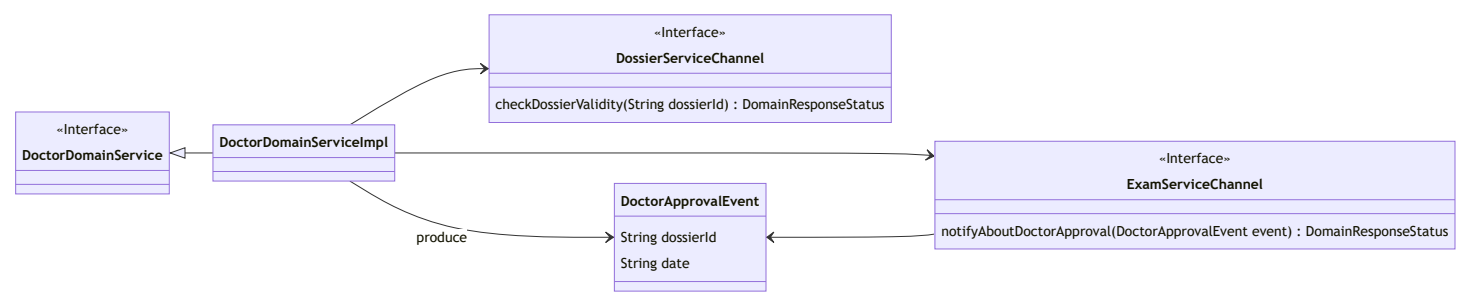 «Interface»
DossierServiceChannel
checkDossierValidity(String dossierId) : DomainResponseStatus
«Interface»
DoctorDomainService
DoctorDomainServiceImpl
«Interface»
ExamServiceChannel
notifyAboutDoctorApproval(DoctorApprovalEvent event) : DomainResponseStatus
produce
DoctorApprovalEvent
String dossierId
String date